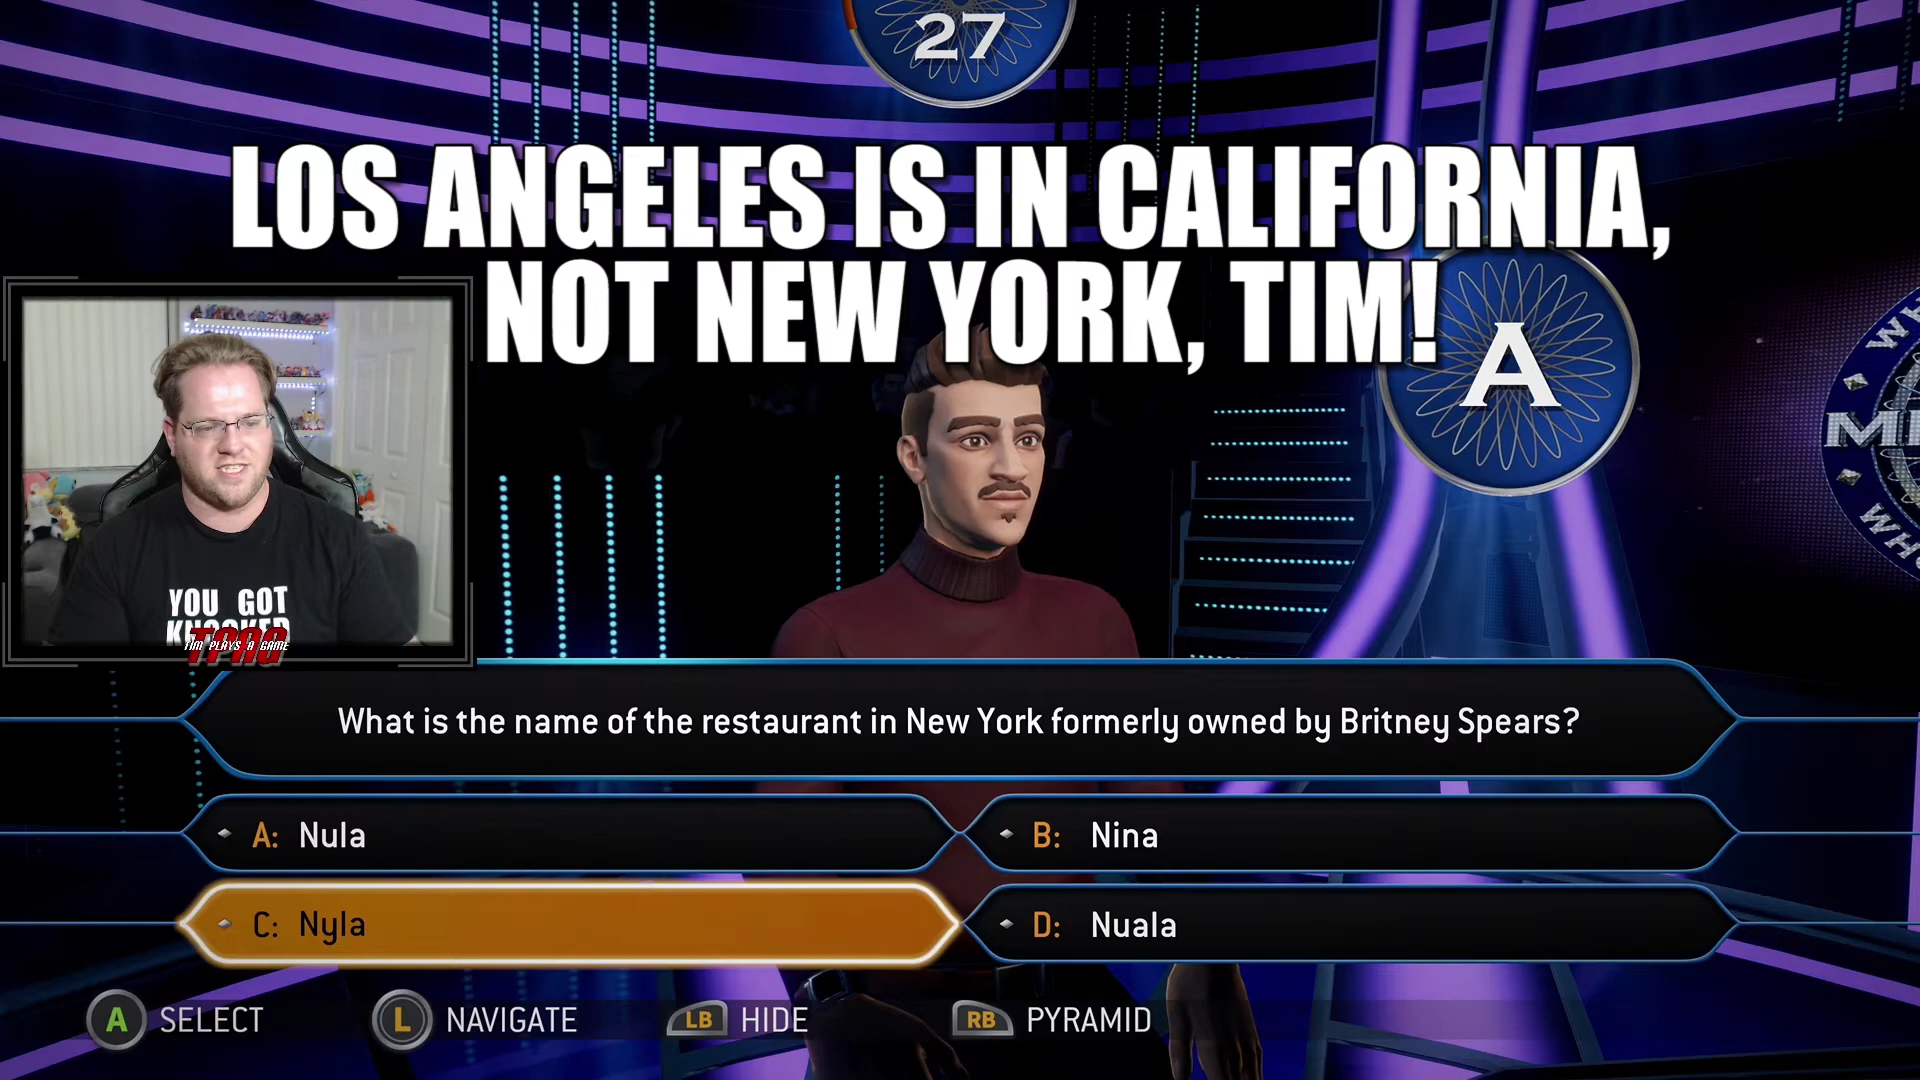 27
LOS ANGELES IS IN CALIFORNIA,
NOT NEW YORK, TIM!
A
YOU GOT
KNOCKED
TPAG
TIM PLAYS A GAME
What is the name of the restaurant in New York formerly owned by Britney Spears?
A: Nula
B: Nina
C: Nyla
D: Nuala
A SELECT
L NAVIGATE
LB HIDE
RB PYRAMID